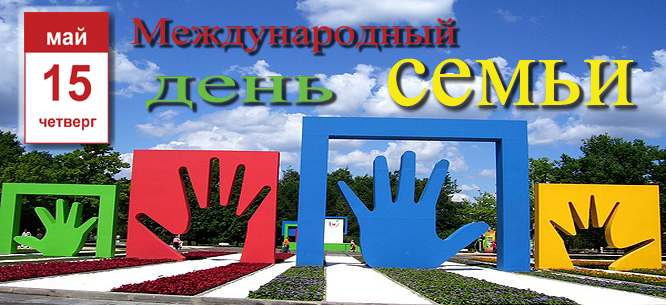 май
15
четверг
Международный
день семьи